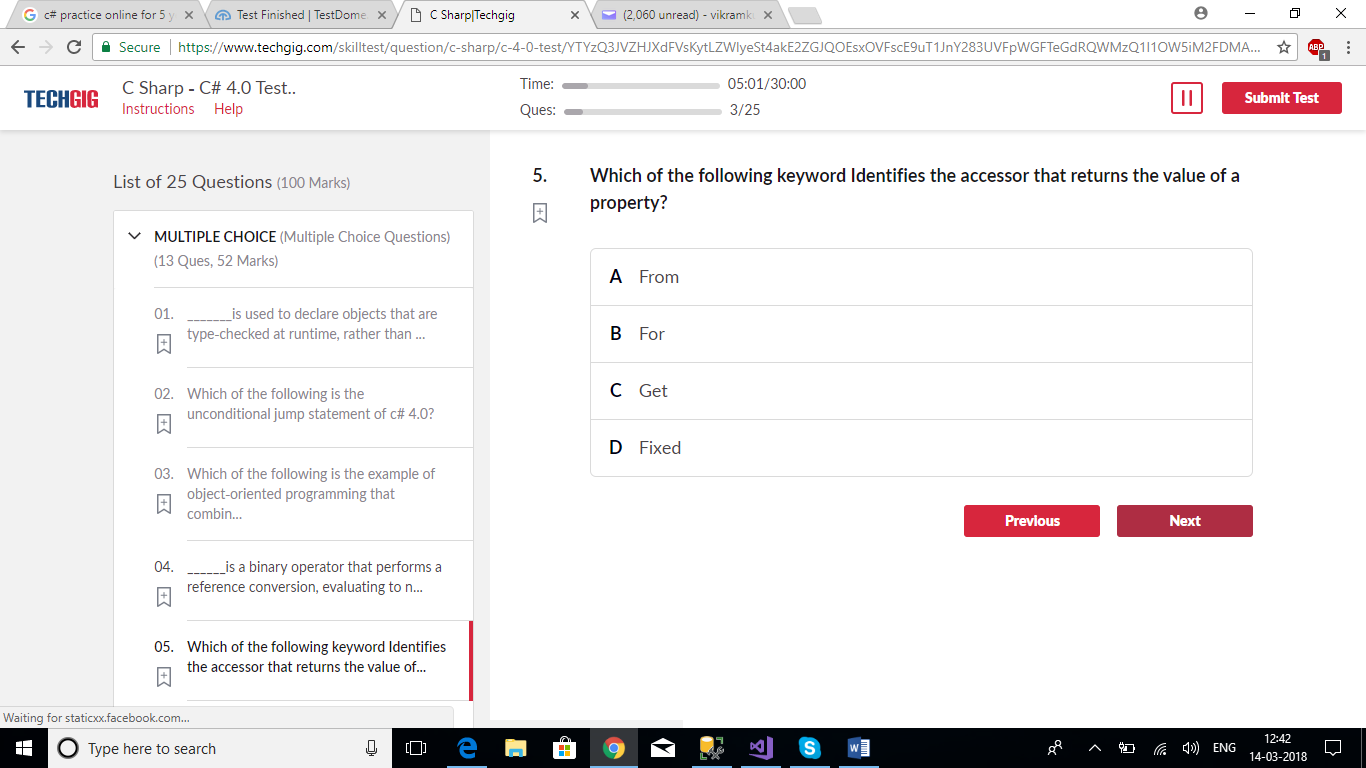 c# practice online for 5 y
Test Finished | TestDome
C Sharp|Techgig
(2,060 unread) - vikramk
Secure
https://www.techgig.com/skilltest/question/c-sharp/c-4-0-test/
ABP
1
TECHGIG
C Sharp - C# 4.0 Test..
Instructions Help
Time: 05:01/30:00
Ques: 3/25
Submit Test
List of 25 Questions (100 Marks)
MULTIPLE CHOICE (Multiple Choice Questions)
(13 Ques, 52 Marks)
01. _______is used to declare objects that are
type-checked at runtime, rather than ...
02. Which of the following is the
unconditional jump statement of c# 4.0?
03. Which of the following is the example of
object-oriented programming that
combin...
04. ______is a binary operator that performs a
reference conversion, evaluating to n...
05. Which of the following keyword Identifies
the accessor that returns the value of...
5. Which of the following keyword Identifies the accessor that returns the value of a
property?
A From
B For
C Get
D Fixed
Previous
Next
Waiting for staticxx.facebook.com...
Type here to search
ENG
12:42
14-03-2018